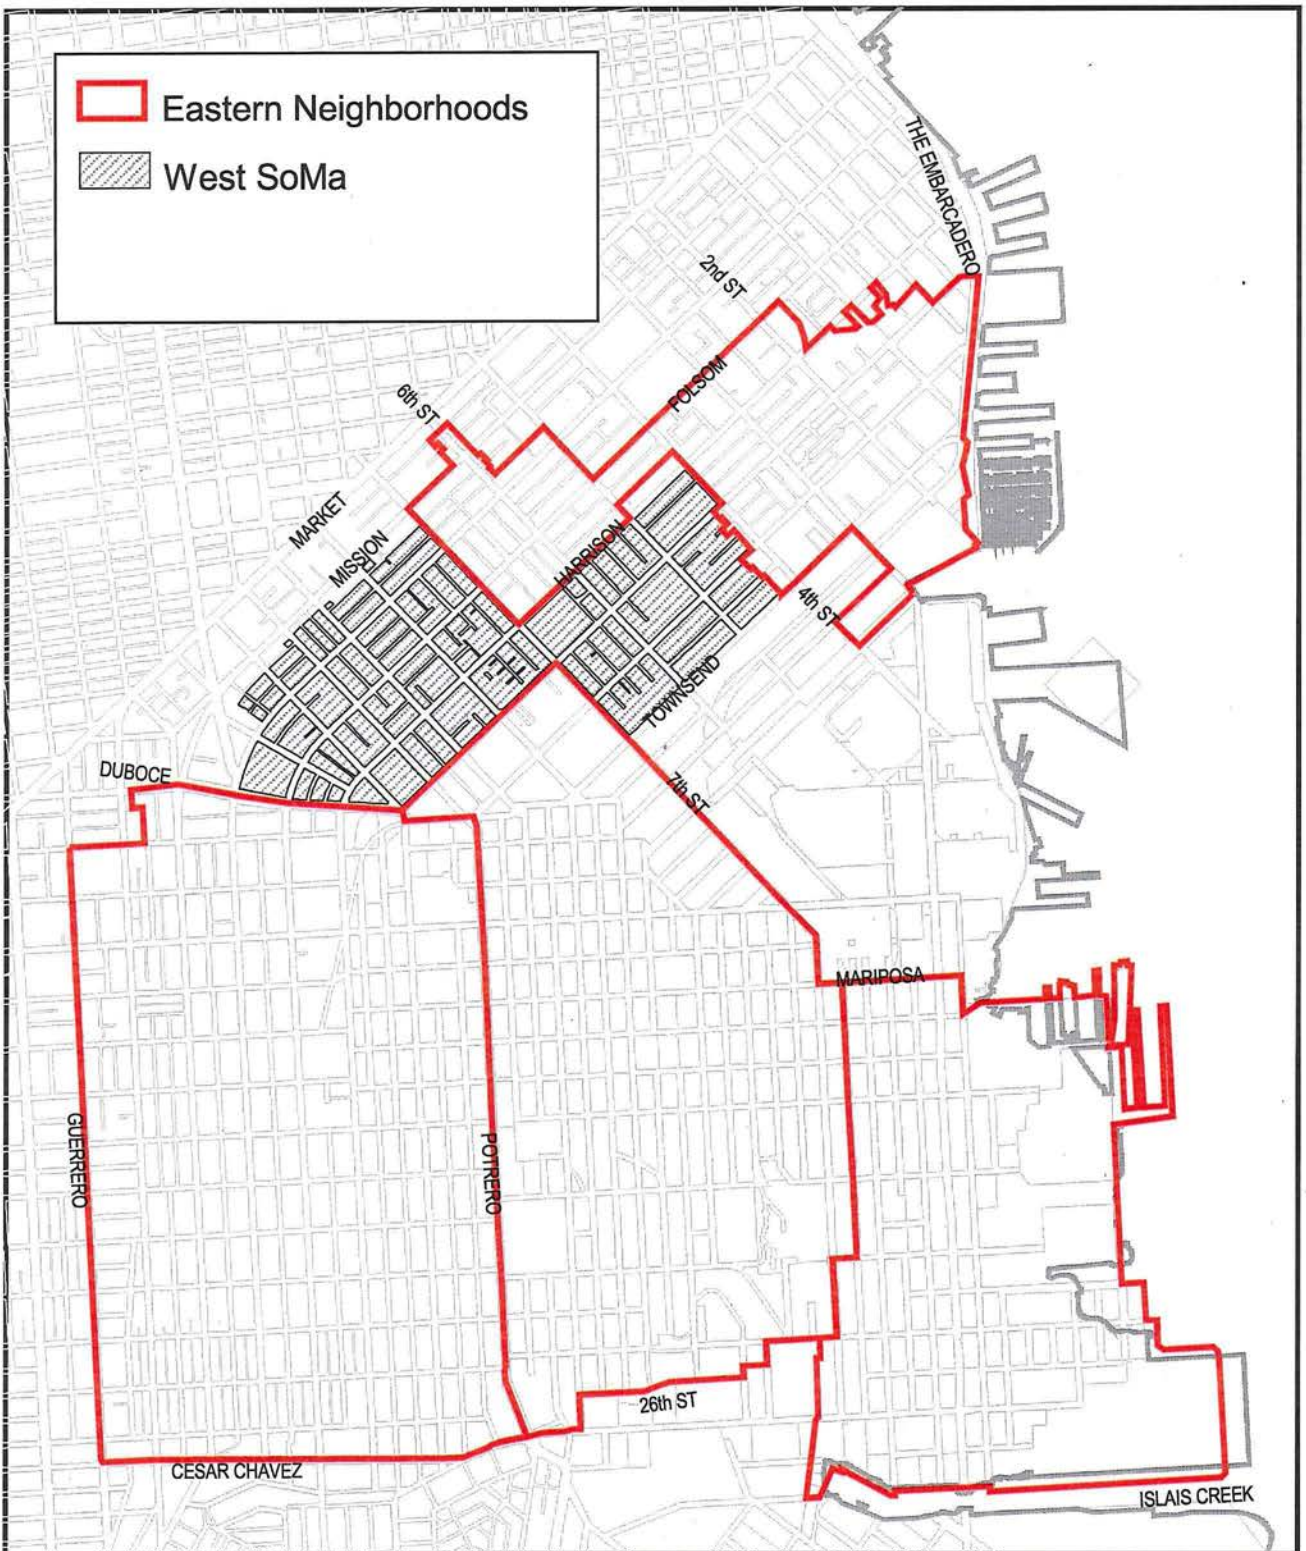 Eastern Neighborhoods
West SoMa
THE EMBARCADERO
2nd ST
FOLSOM
6th ST
MARKET
MISSION
HARRISON
4th ST
TOWNSEND
DUBOCE
7th ST
MARIPOSA
GUERRERO
POTRERO
26th ST
CESAR CHAVEZ
ISLAIS CREEK